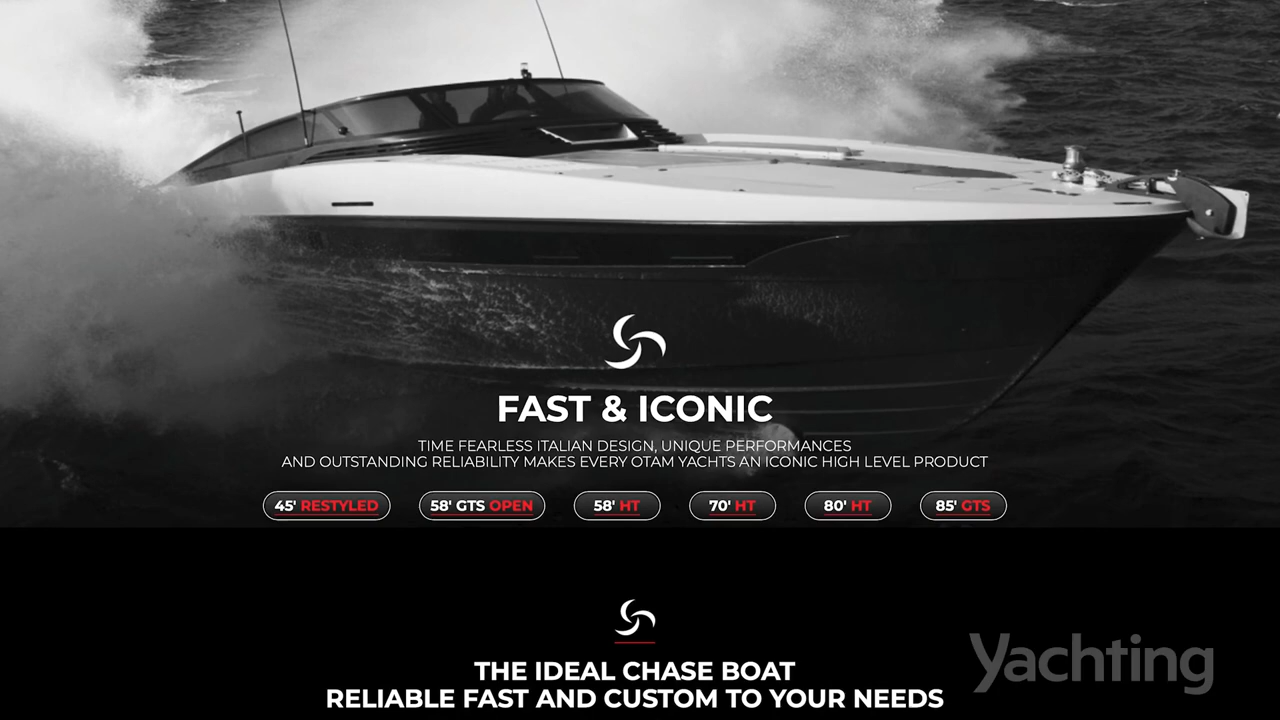 FAST & ICONIC
TIME FEARLESS ITALIAN DESIGN, UNIQUE PERFORMANCES
AND OUTSTANDING RELIABILITY MAKES EVERY OTAM YACHTS AN ICONIC HIGH LEVEL PRODUCT
45' RESTYLED 58' GTS OPEN 58' HT 70' HT 80' HT 85' GTS
THE IDEAL CHASE BOAT
RELIABLE FAST AND CUSTOM TO YOUR NEEDS
Yachting